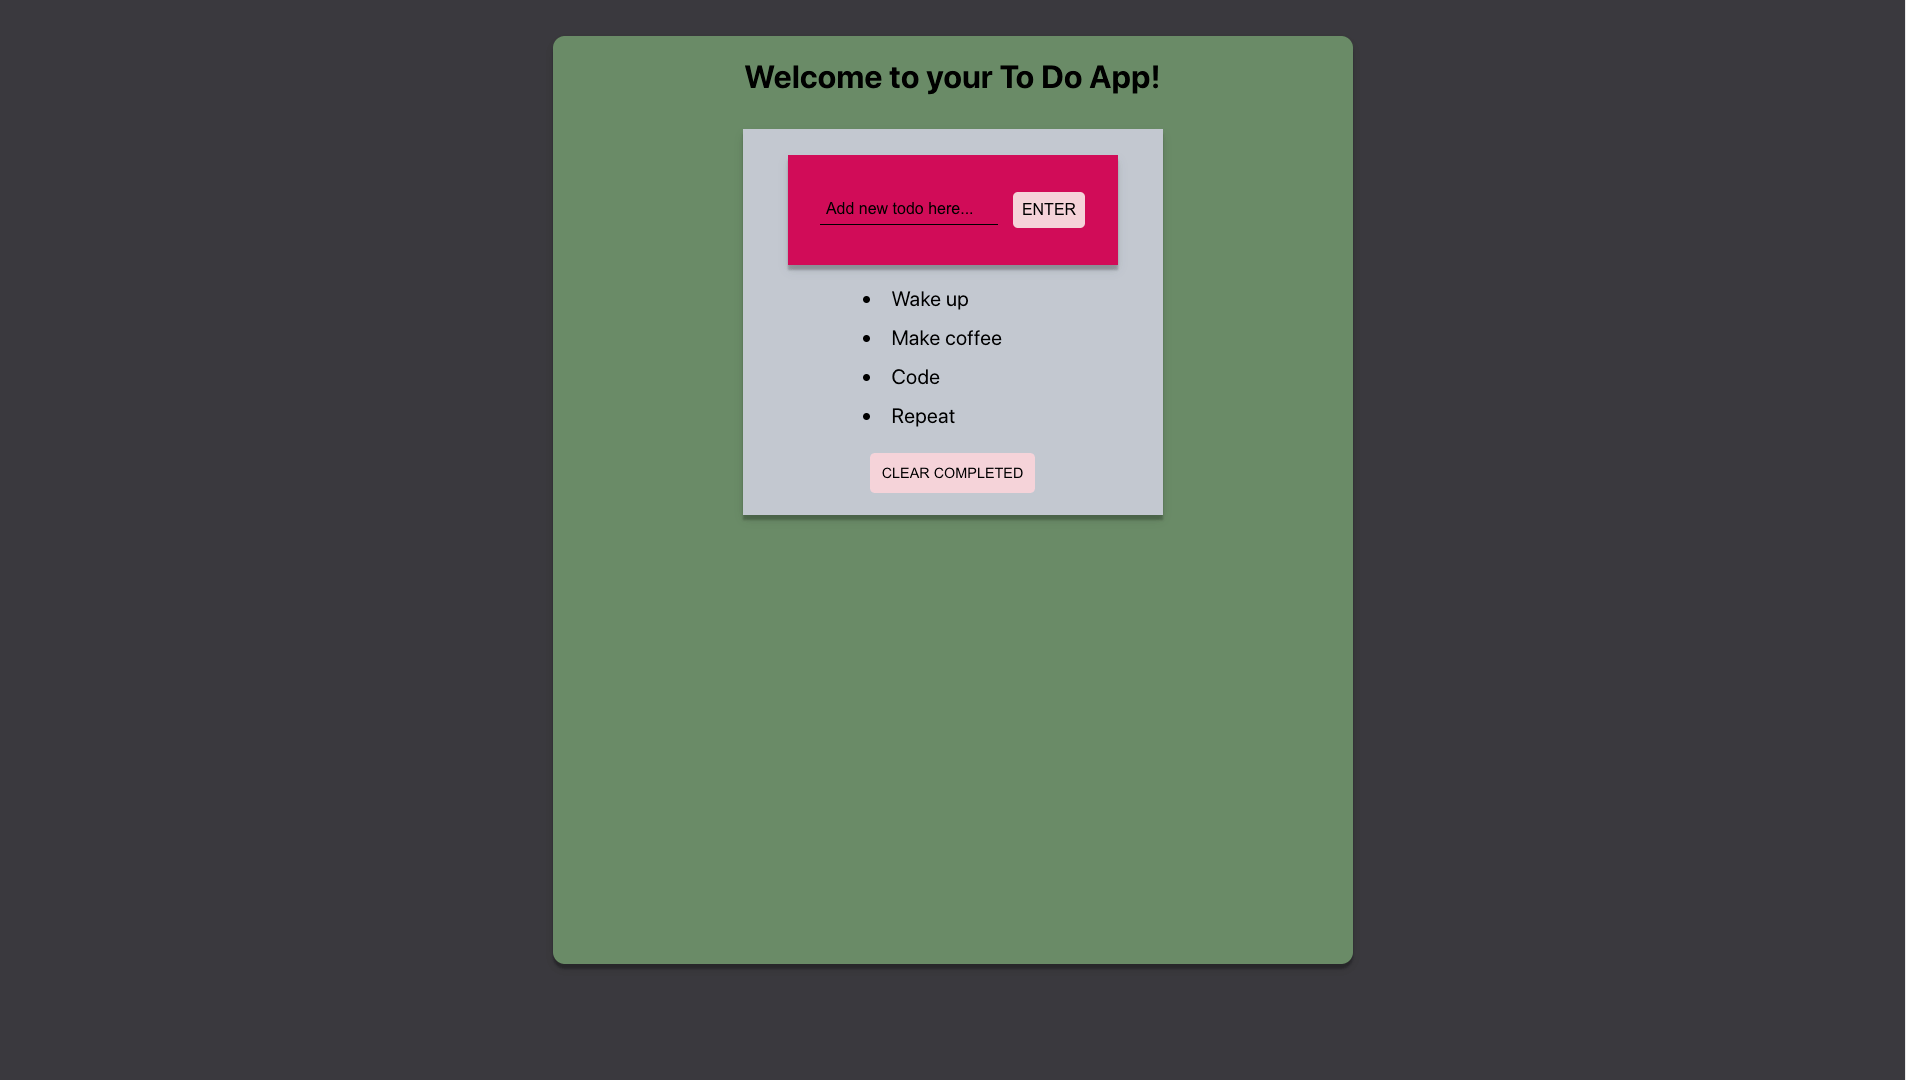 Welcome to your To Do App!
Add new todo here...
ENTER
Wake up
Make coffee
Code
Repeat
CLEAR COMPLETED